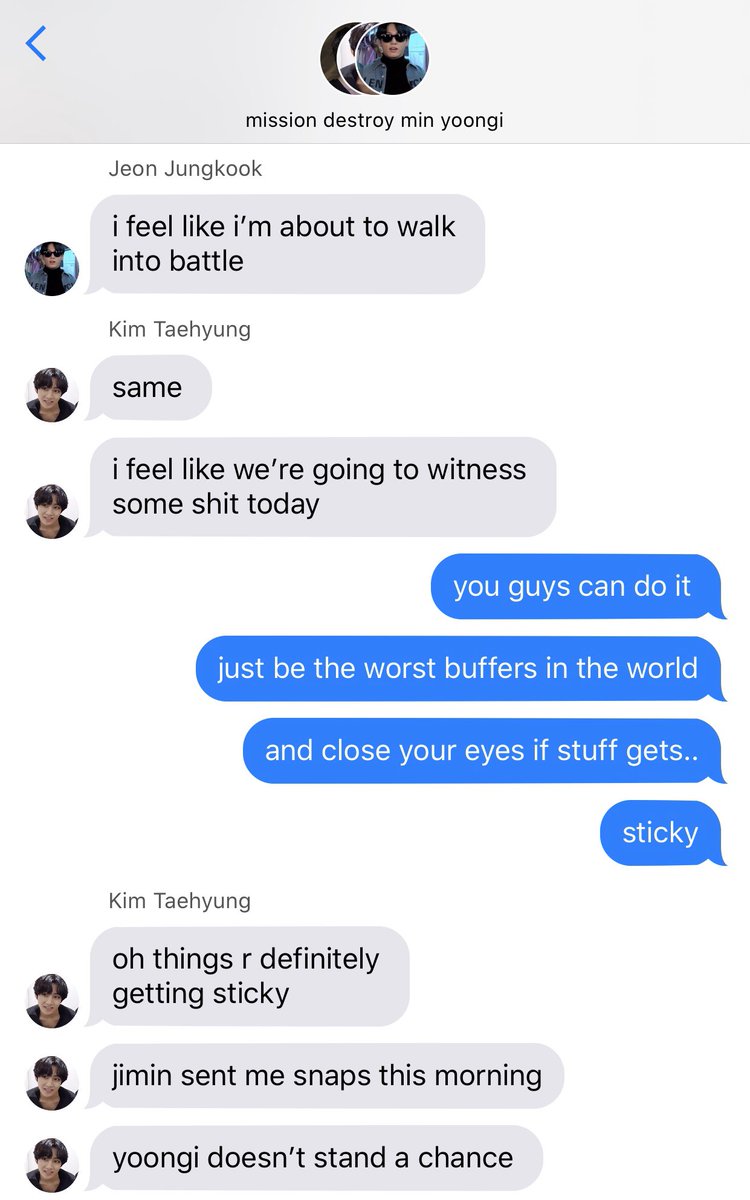 mission destroy min yoongi
Jeon Jungkook
i feel like i’m about to walk
into battle
Kim Taehyung
same
i feel like we’re going to witness
some shit today
you guys can do it
just be the worst buffers in the world
and close your eyes if stuff gets..
sticky
Kim Taehyung
oh things r definitely
getting sticky
jimin sent me snaps this morning
yoongi doesn’t stand a chance